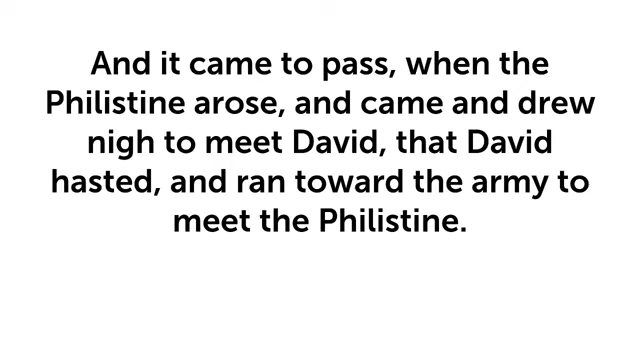 And it came to pass, when the
Philistine arose, and came and drew
nigh to meet David, that David
hasted, and ran toward the army to
meet the Philistine.